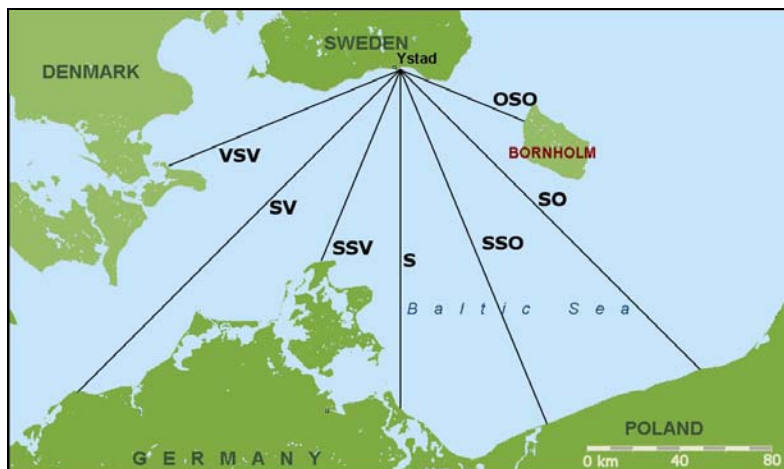 SWEDEN
Ystad
DENMARK
OSO
BORNHOLM
VSV
SV
SO
SSV
S
SSO
Baltic Sea
POLAND
GERMANY
0 km 40 80